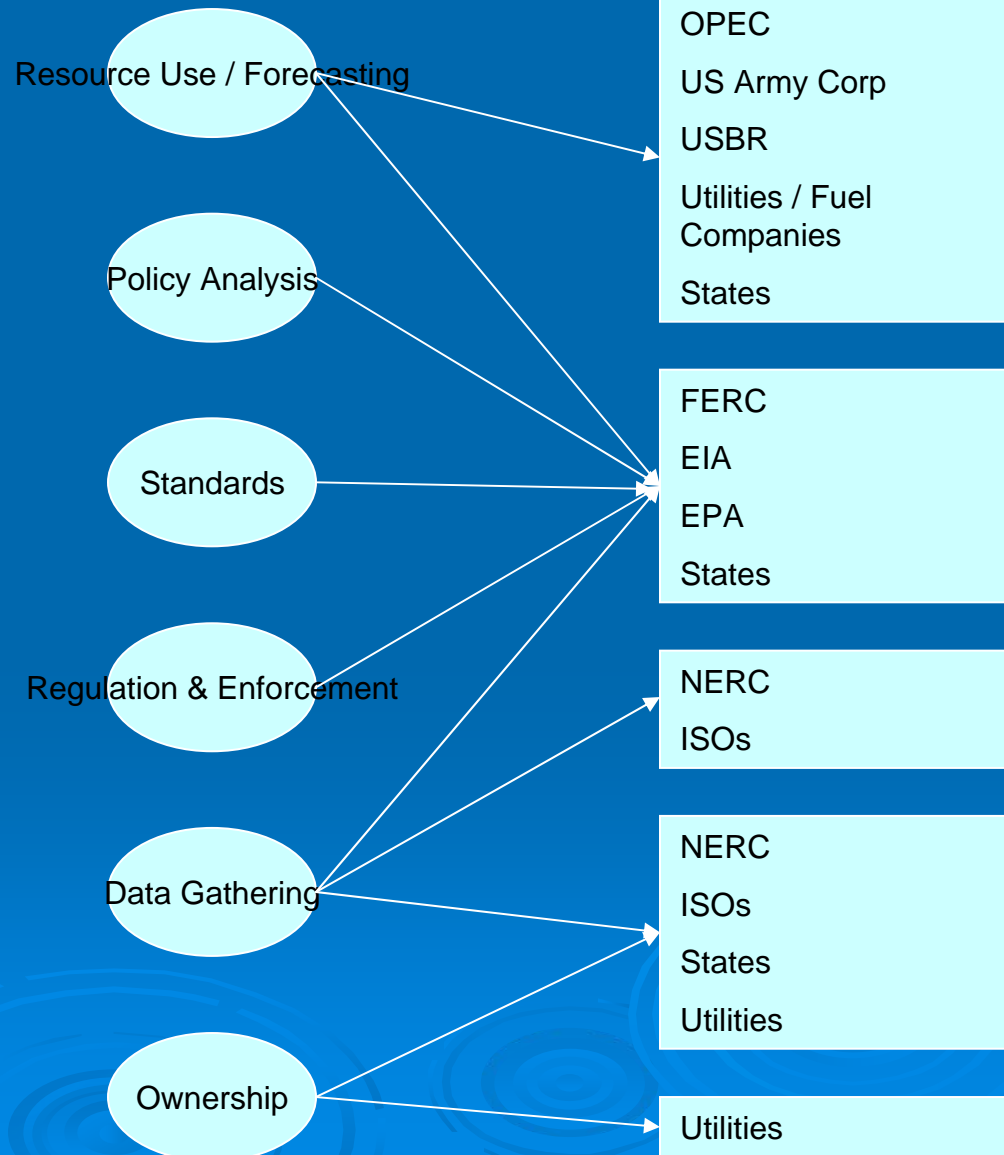 Resource Use / Forecasting
Policy Analysis
Standards
Regulation & Enforcement
Data Gathering
Ownership
OPEC
US Army Corp
USBR
Utilities / Fuel
Companies
States
FERC
EIA
EPA
States
NERC
ISOs
NERC
ISOs
States
Utilities
Utilities